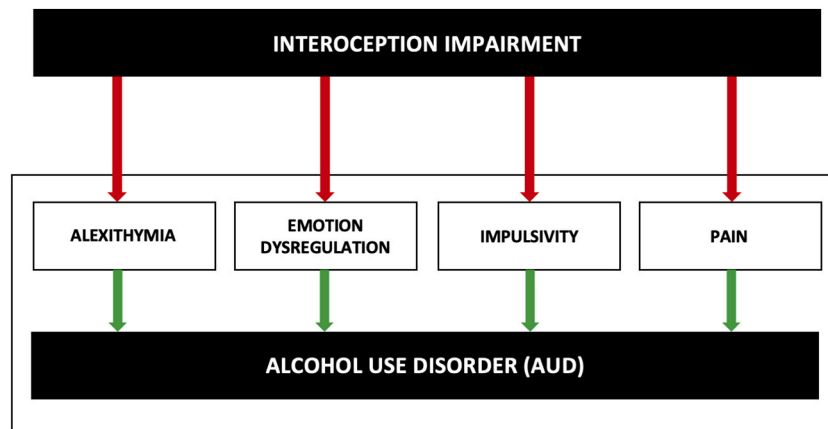 INTEROCEPTION IMPAIRMENT
ALEXITHYMIA
EMOTION
DYSREGULATION
IMPULSIVITY
PAIN
ALCOHOL USE DISORDER (AUD)